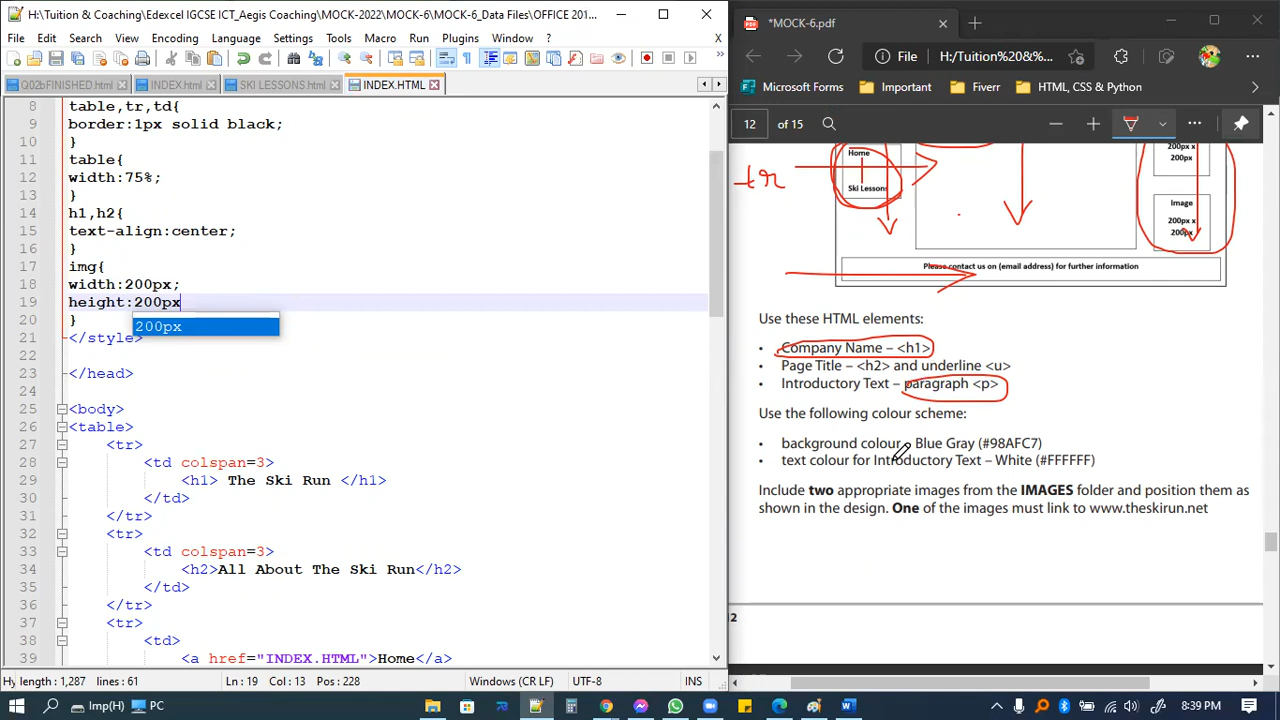 H:\Tuition & Coaching\Edexcel IGCSE ICT_Aegis Coaching\MOCK-2022\MOCK-6\MOCK-6_Data Files\OFFICE 201...
File Edit Search View Encoding Language Settings Tools Macro Run Plugins Window ? X
Q02bFINISHED.html INDEX.html SKI LESSONS.html INDEX.HTML
8 table,tr,td{
9 border:1px solid black;
10 }
11 table{
12 width:75%;
13 }
14 h1,h2{
15 text-align:center;
16 }
17 img{
18 width:200px;
19 height:200px
20 }
200px
21 </style>
22
23 </head>
24
25 <body>
26 <table>
27 <tr>
28 <td colspan=3>
29 <h1> The Ski Run </h1>
30 </td>
31 </tr>
32 <tr>
33 <td colspan=3>
34 <h2>All About The Ski Run</h2>
35 </td>
36 </tr>
37 <tr>
38 <td>
39 <a href="INDEX.HTML">Home</a>
Hy length : 1,287 lines : 61 Ln : 19 Col : 13 Pos : 228 Windows (CR LF) UTF-8 INS
*MOCK-6.pdf
File H:/Tuition%20&%...
Microsoft Forms Important Fiverr HTML, CSS & Python
12 of 15
200px x
200px
Home
tr
Ski Lessons
Image
200px x
200px
Please contact us on (email address) for further information
Use these HTML elements:
• Company Name – <h1>
• Page Title – <h2> and underline <u>
• Introductory Text – paragraph <p>
Use the following colour scheme:
• background colour – Blue Gray (#98AFC7)
• text colour for Introductory Text – White (#FFFFFF)
Include two appropriate images from the IMAGES folder and position them as
shown in the design. One of the images must link to www.theskirun.net
12
Imp(H) PC 8:39 PM